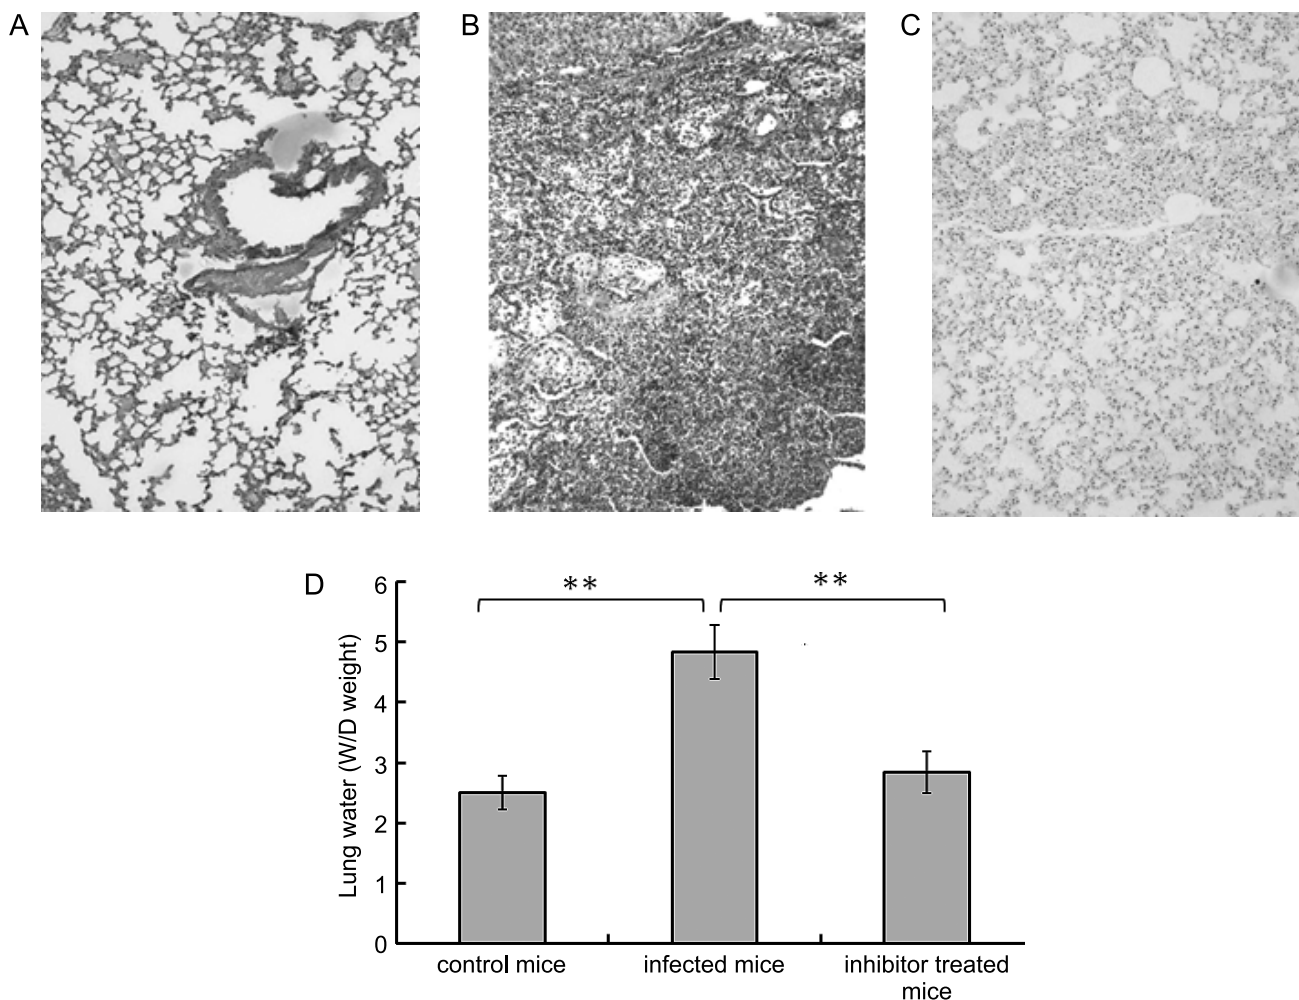 A
B
C
D
** **
Lung water (W/D weight)
6
5
4
3
2
1
0
control mice
infected mice
inhibitor treated
mice